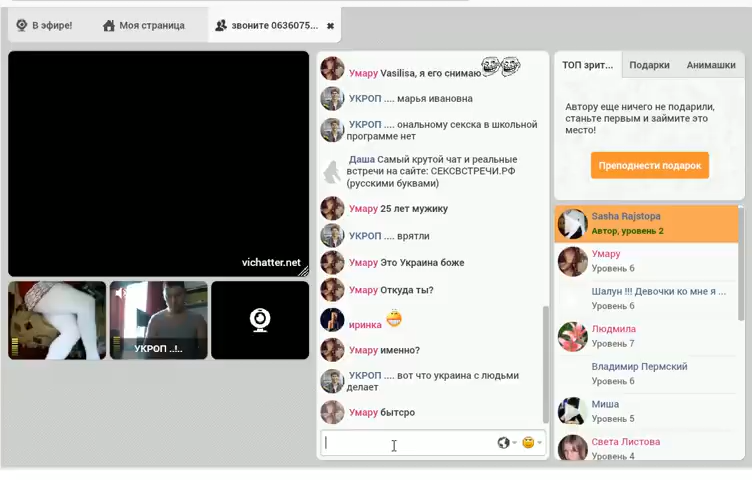 В эфире!
Моя страница
звоните 0636075...
ТОП зрит...
Подарки
Анимашки
Автору еще ничего не подарили,
станьте первым и займите это
место!
Преподнести подарок
vichatter.net
УКРОП ..!..
Умару Vasilisa, я его снимаю
УКРОП .... марья ивановна
УКРОП .... ональному секска в школьной
программе нет
Даша Самый крутой чат и реальные
встречи на сайте: СЕКСВСТРЕЧИ.РФ
(русскими буквами)
Умару 25 лет мужику
УКРОП .... врятли
Умару Это Украина боже
Умару Откуда ты?
иринка
Умару именно?
УКРОП .... вот что украина с людьми
делает
Умару бытсро
Sasha Rajstopa
Автор, уровень 2
Умару
Уровень 6
Шалун !!! Девочки ко мне я ...
Уровень 6
Людмила
Уровень 7
Владимир Пермский
Уровень 6
Миша
Уровень 5
Света Листова
Уровень 4